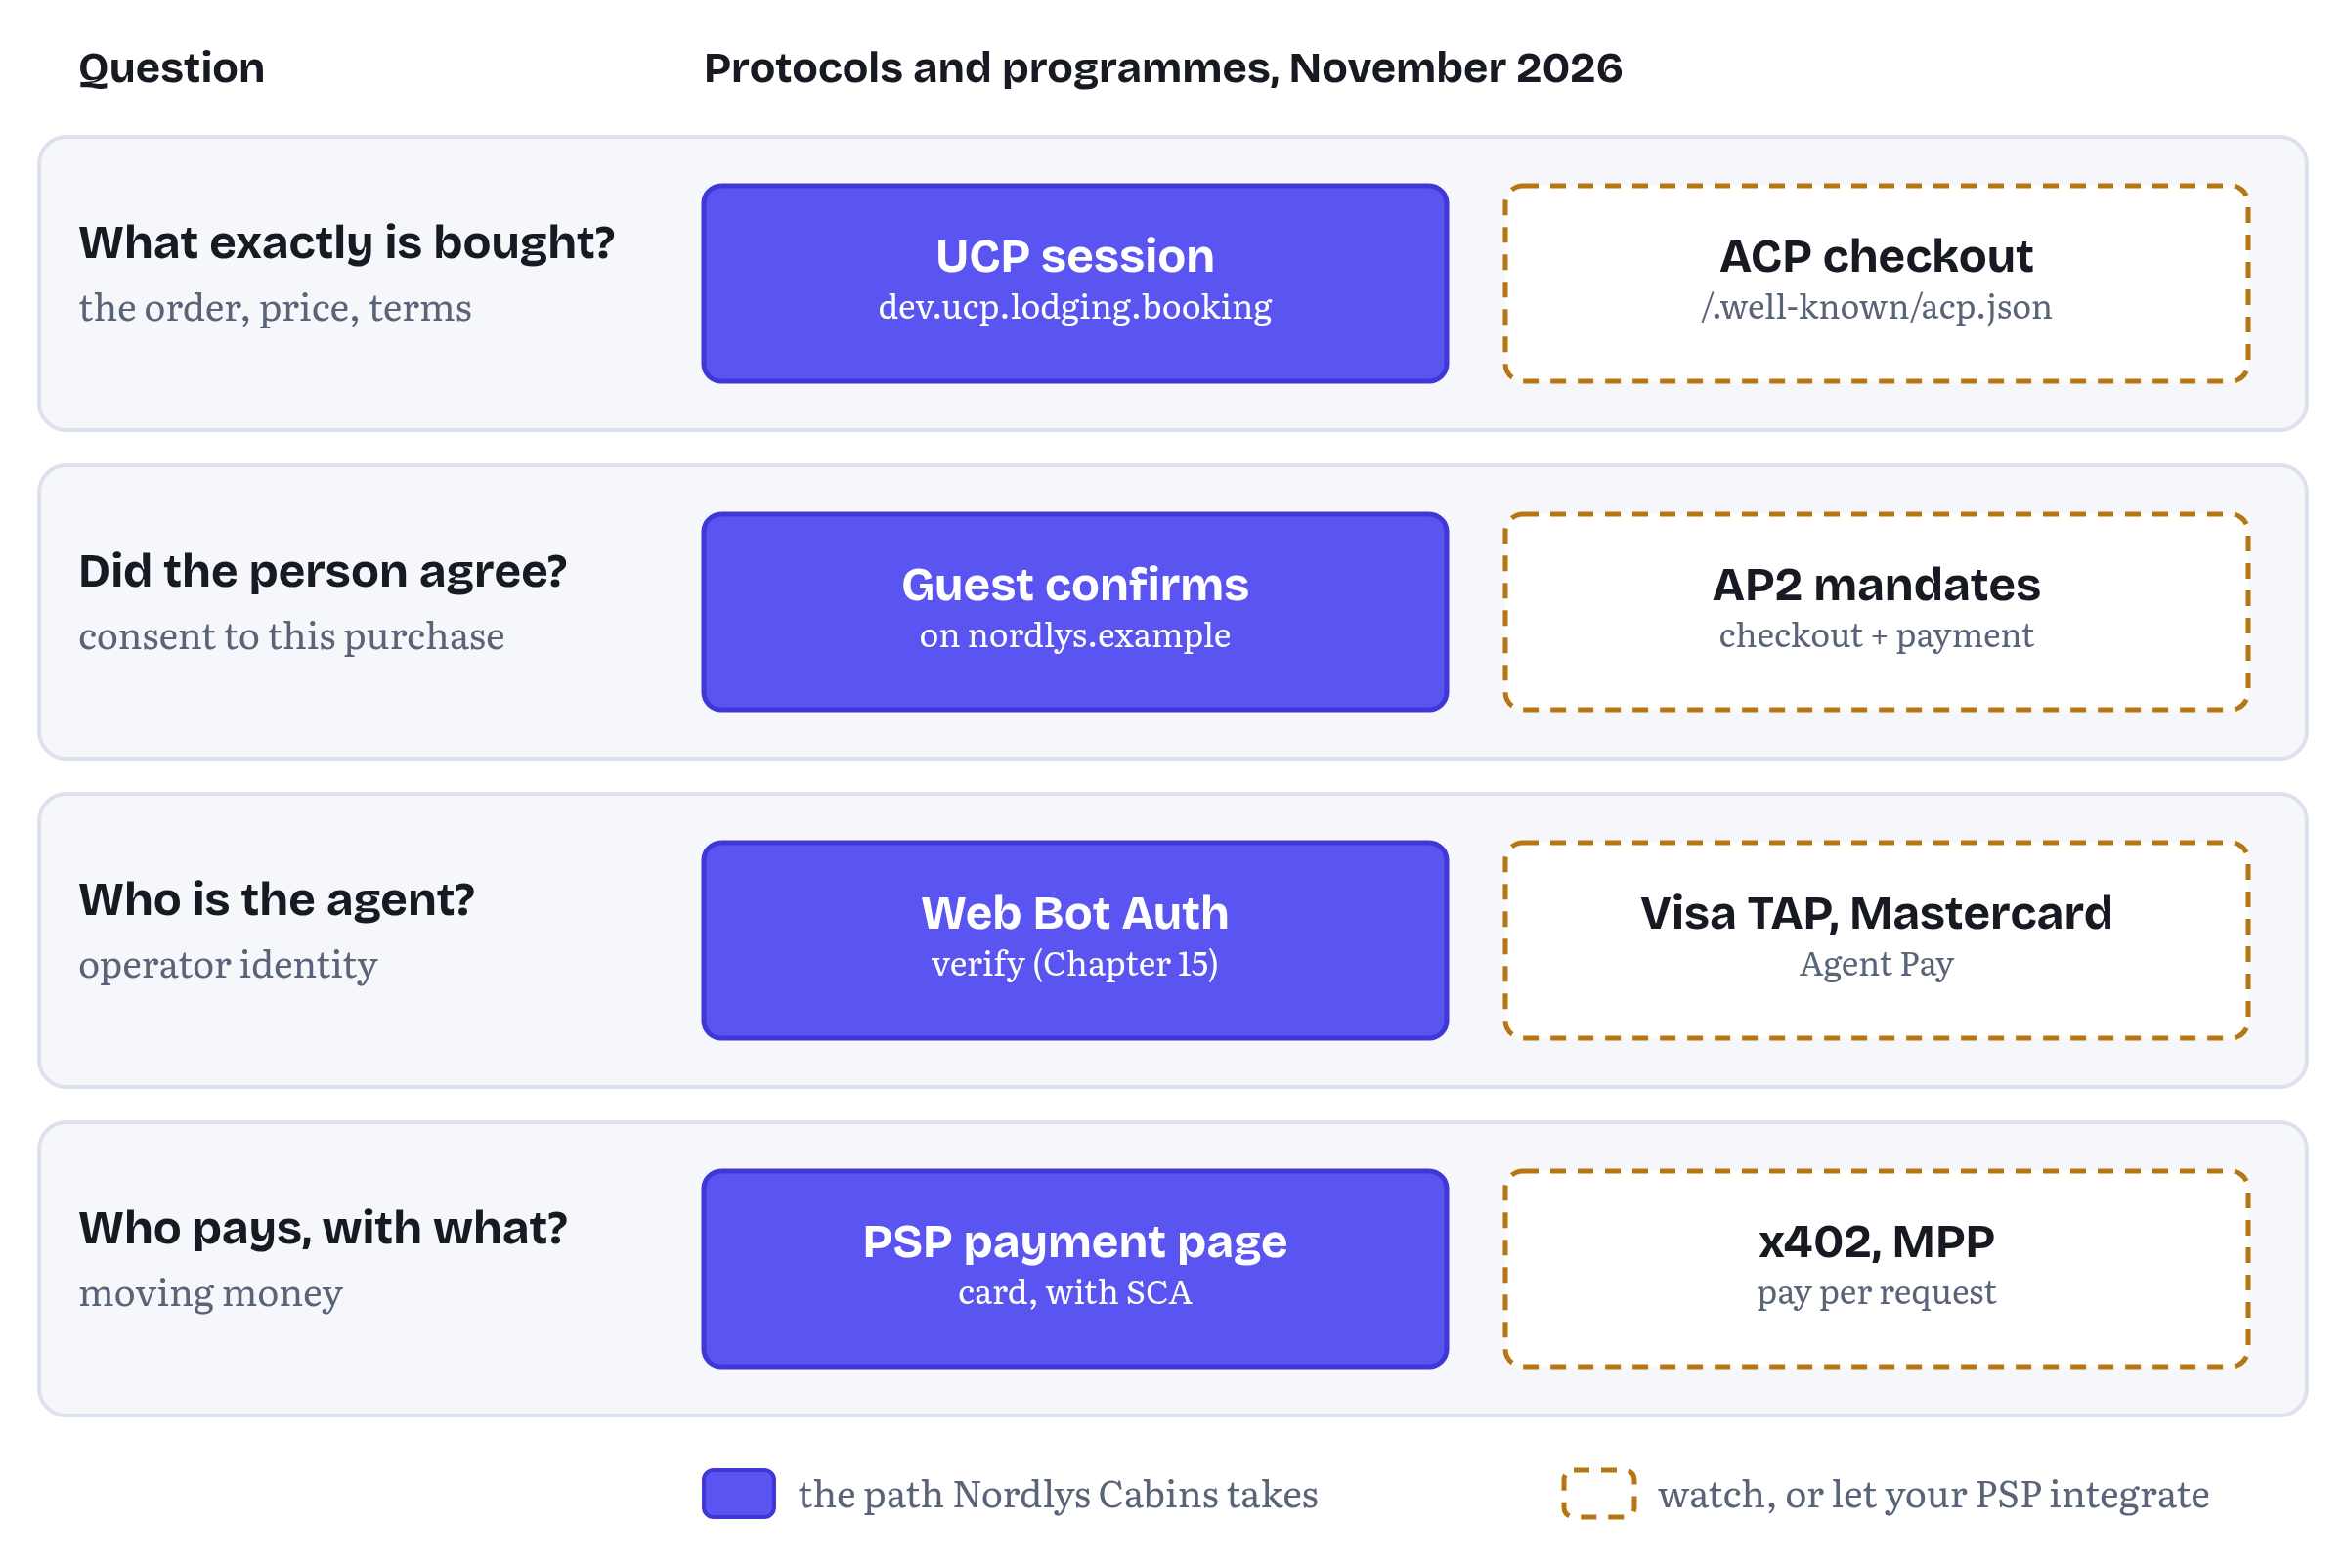 Question
Protocols and programmes, November 2026
What exactly is bought?
the order, price, terms
UCP session
dev.ucp.lodging.booking
ACP checkout
/.well-known/acp.json
Did the person agree?
consent to this purchase
Guest confirms
on nordlys.example
AP2 mandates
checkout + payment
Who is the agent?
operator identity
Web Bot Auth
verify (Chapter 15)
Visa TAP, Mastercard
Agent Pay
Who pays, with what?
moving money
PSP payment page
card, with SCA
x402, MPP
pay per request
the path Nordlys Cabins takes
watch, or let your PSP integrate